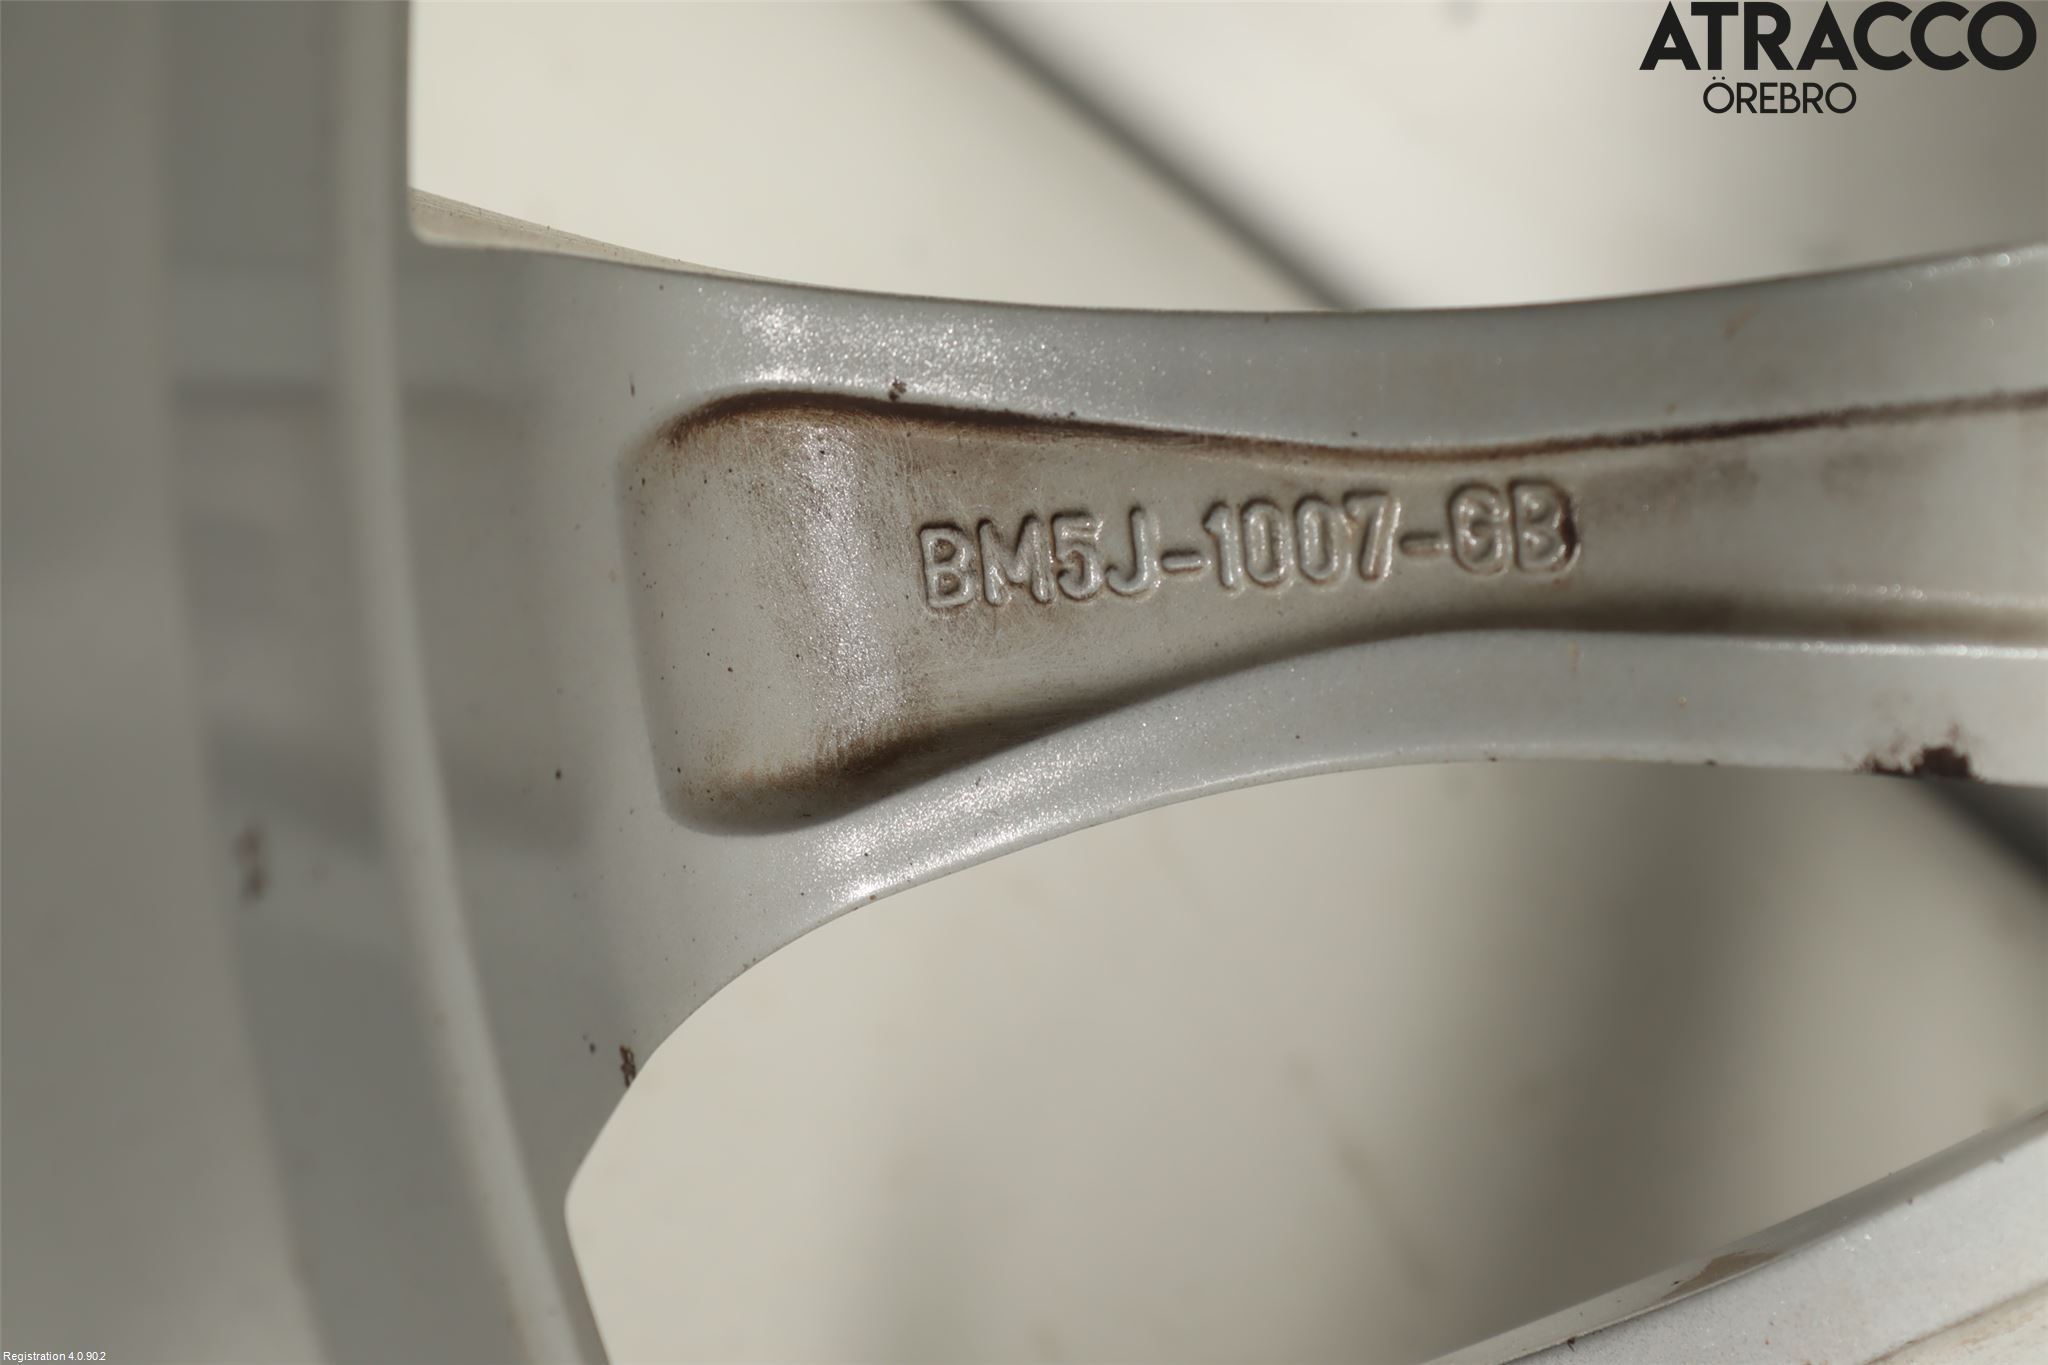 ATRACCO
ÖREBRO
BM5J-1007-GB
Registration 4.0.90.2